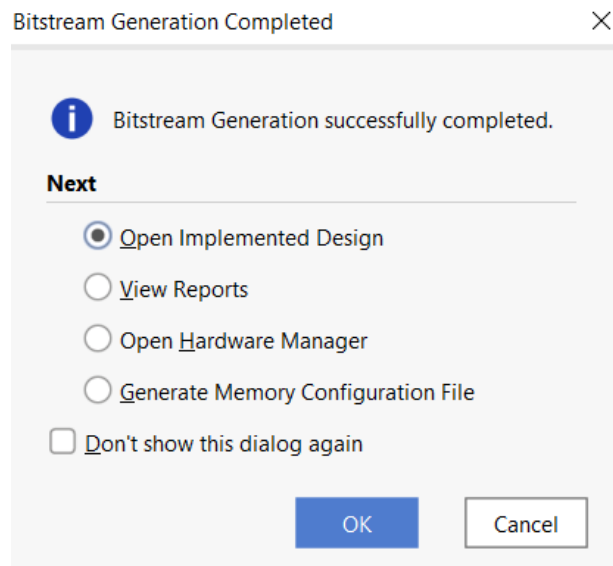 Bitstream Generation Completed
Bitstream Generation successfully completed.
Next
Open Implemented Design
View Reports
Open Hardware Manager
Generate Memory Configuration File
Don't show this dialog again
OK
Cancel